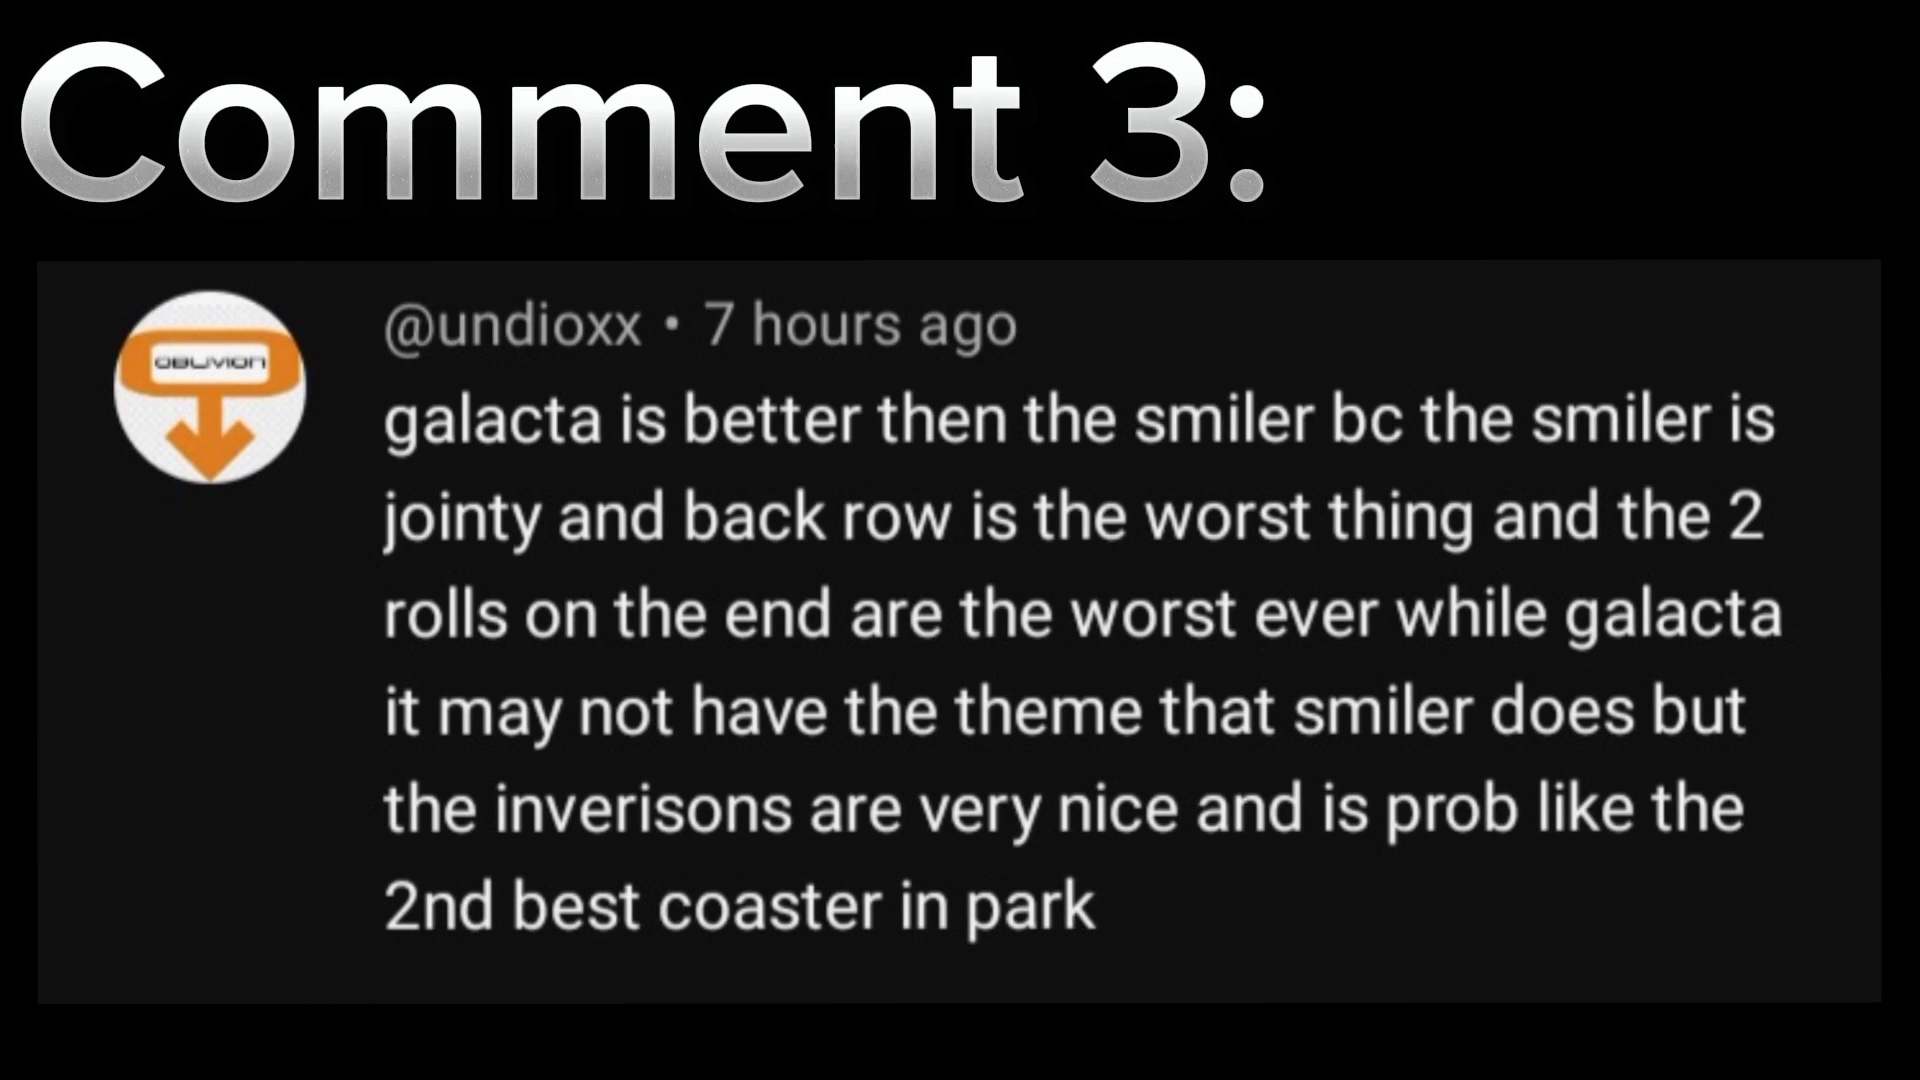 Comment 3:
OBLIVION
@undioxx • 7 hours ago
galacta is better then the smiler bc the smiler is
jointy and back row is the worst thing and the 2
rolls on the end are the worst ever while galacta
it may not have the theme that smiler does but
the inverisons are very nice and is prob like the
2nd best coaster in park